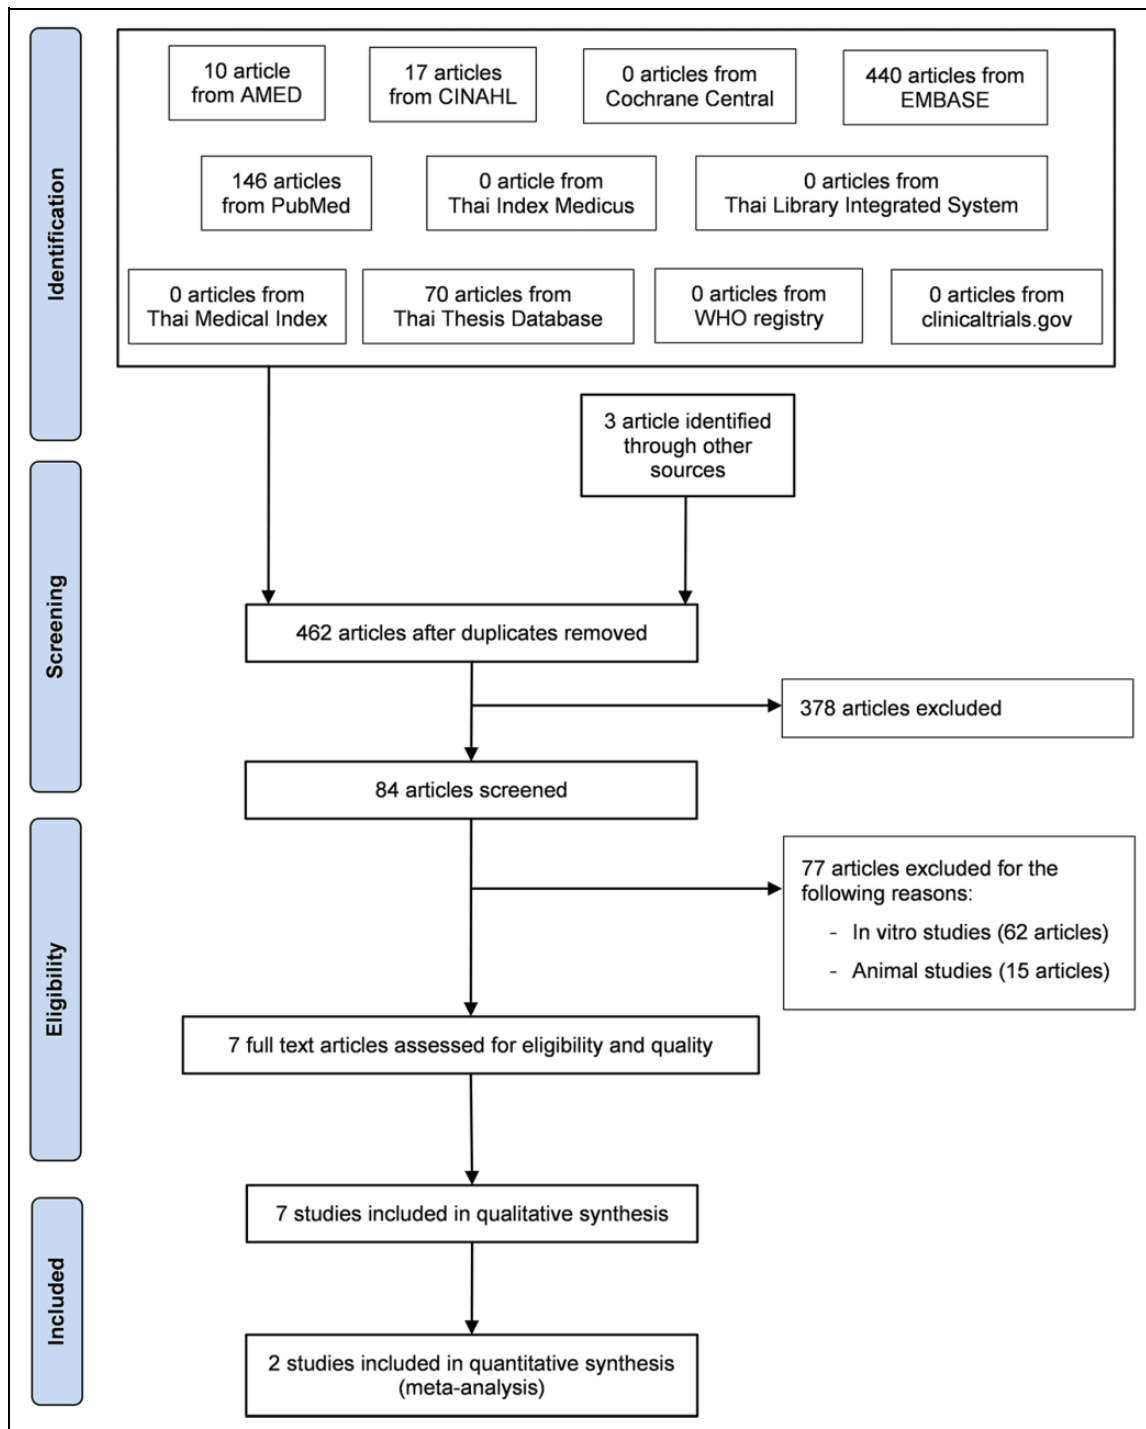 Identification
10 article
from AMED
17 articles
from CINAHL
0 articles from
Cochrane Central
440 articles from
EMBASE
146 articles
from PubMed
0 article from
Thai Index Medicus
0 articles from
Thai Library Integrated System
0 articles from
Thai Medical Index
70 articles from
Thai Thesis Database
0 articles from
WHO registry
0 articles from
clinicaltrials.gov
3 article identified
through other
sources
Screening
462 articles after duplicates removed
378 articles excluded
84 articles screened
Eligibility
77 articles excluded for the
following reasons:
- In vitro studies (62 articles)
- Animal studies (15 articles)
7 full text articles assessed for eligibility and quality
Included
7 studies included in qualitative synthesis
2 studies included in quantitative synthesis
(meta-analysis)